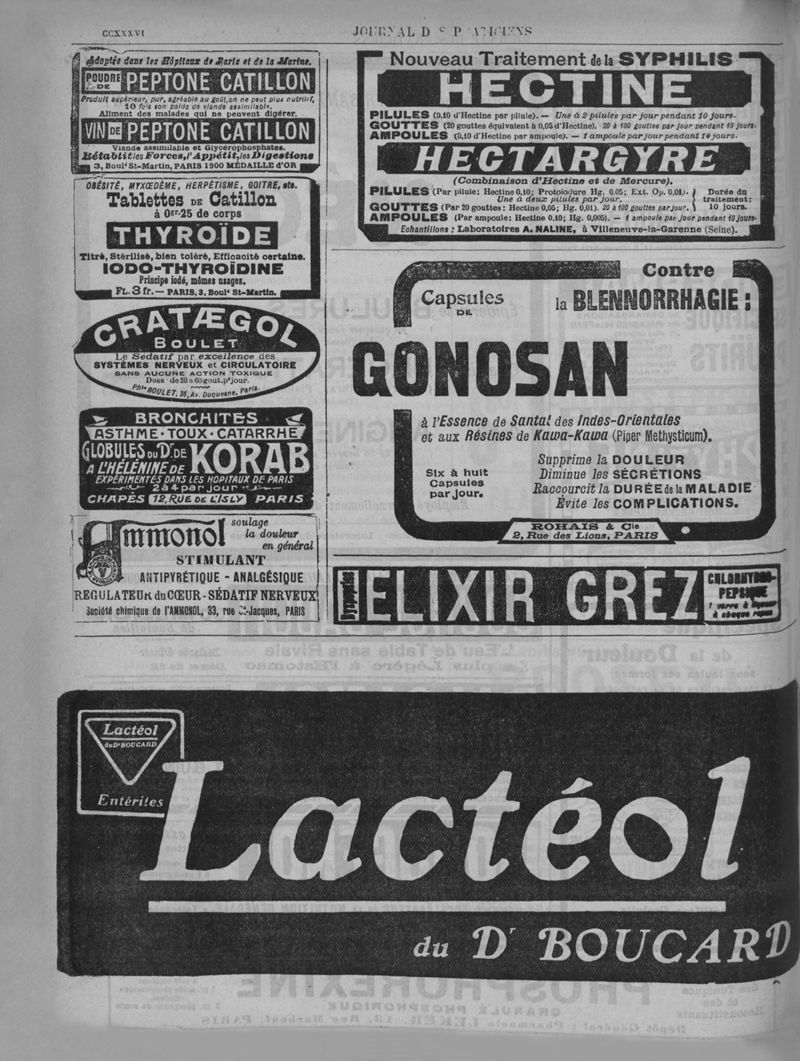 CCXXXVI
JOURNAL D S P ATICIENS
Adoptée dans les Hôpitaux de Paris et de la Marine.
POUDRE DE PEPTONE CATILLON
Produit supérieur, pur, agréable au goût, on ne peut plus nutritif,
10 fois son poids de viande assimilable.
Aliment des malades qui ne peuvent digérer.
VIN DE PEPTONE CATILLON
Viande assimilable et Glycérophosphates.
Rétablit les Forces, l'Appétit, les Digestions
3, Boul^d St-Martin, PARIS 1900 MÉDAILLE D'OR
OBÉSITÉ, MYXŒDÈME, HERPÉTISME, GOITRE, etc.
Tablettes DE Catillon
à 0gr.25 de corps
THYROÏDE
Titré, Stérilisé, bien toléré, Efficacité certaine.
IODO-THYROÏDINE
Principe iodé, mêmes usages.
FL. 3 fr. — PARIS, 3, Boul^d St-Martin.
CRATÆGOL
BOULET
Le Sédatif par excellence des
SYSTÈMES NERVEUX et CIRCULATOIRE
SANS AUCUNE ACTION TOXIQUE
Dose : de 20 à 60 gout. p^r jour.
Ph^ie BOULET, 36, Av. Duquesne, Paris.
BRONCHITES
ASTHME · TOUX · CATARRHE
GLOBULES DU D^R DE KORAB
A L'HÉLÉNINE DE
EXPÉRIMENTÉS DANS LES HOPITAUX DE PARIS
2 à 4 par jour
CHAPÈS 12, RUE DE L'ISLY PARIS
Ammonol soulage
la douleur
en général
STIMULANT
ANTIPYRÉTIQUE - ANALGÉSIQUE
RÉGULATEUR du CŒUR - SÉDATIF NERVEUX
Société chimique de l'AMMONOL, 33, rue St-Jacques, PARIS
Nouveau Traitement de la SYPHILIS
HECTINE
PILULES (0.10 d'Hectine par pilule). — Une à 2 pilules par jour pendant 10 jours.
GOUTTES (20 gouttes équivalent à 0,05 d'Hectine). 20 à 100 gouttes par jour pendant 10 jours.
AMPOULES (0,10 d'Hectine par ampoule). — 1 ampoule par jour pendant 10 jours.
HECTARGYRE
(Combinaison d'Hectine et de Mercure).
PILULES (Par pilule: Hectine 0,10; Protoiodure Hg. 0.05; Ext. Op. 0,01).
Une à deux pilules par jour.
GOUTTES (Par 20 gouttes: Hectine 0,05; Hg. 0,01). 20 à 100 gouttes par jour.
Durée du
traitement:
10 jours.
AMPOULES (Par ampoule: Hectine 0,10; Hg. 0,005). — 1 ampoule par jour pendant 10 jours.
Echantillons: Laboratoires A. NALINE, à Villeneuve-la-Garenne (Seine).
Contre
Capsules
DE
la BLENNORRHAGIE:
GONOSAN
à l'Essence de Santal des Indes-Orientales
et aux Résines de Kawa-Kawa (Piper Methysticum).
Six à huit
Capsules
par jour.
Supprime la DOULEUR
Diminue les SÉCRÉTIONS
Raccourcit la DURÉE de la MALADIE
Évite les COMPLICATIONS.
ROHAIS & Cie
2, Rue des Lions, PARIS
Dyspepsies
ELIXIR GREZ
CHLORHYDRO-
PEPSIQUE
1 verre à liqueur
à chaque repas
Lactéol
du D^r BOUCARD
Entérites
Lactéol
du D^r BOUCARD